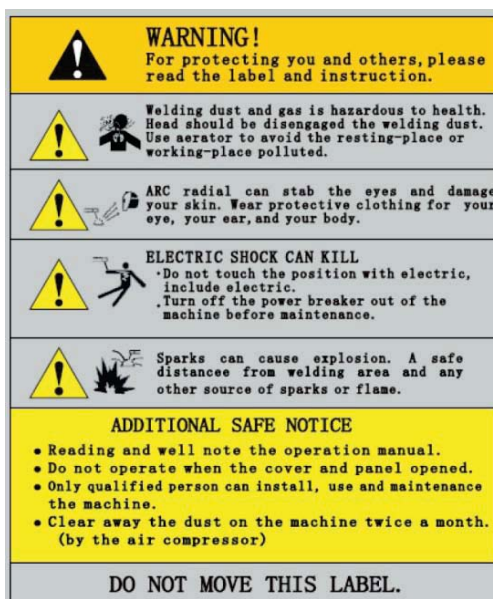 WARNING!
For protecting you and others, please
read the label and instruction.
Welding dust and gas is hazardous to health.
Head should be disengaged the welding dust.
Use aerator to avoid the resting-place or
working-place polluted.
ARC radial can stab the eyes and damage
your skin. Wear protective clothing for your
eye, your ear, and your body.
ELECTRIC SHOCK CAN KILL
·Do not touch the position with electric,
include electric.
.Turn off the power breaker out of the
machine before maintenance.
Sparks can cause explosion. A safe
distancee from welding area and any
other source of sparks or flame.
ADDITIONAL SAFE NOTICE
● Reading and well note the operation manual.
● Do not operate when the cover and panel opened.
● Only qualified person can install, use and maintenance
the machine.
● Clear away the dust on the machine twice a month.
(by the air compressor)
DO NOT MOVE THIS LABEL.